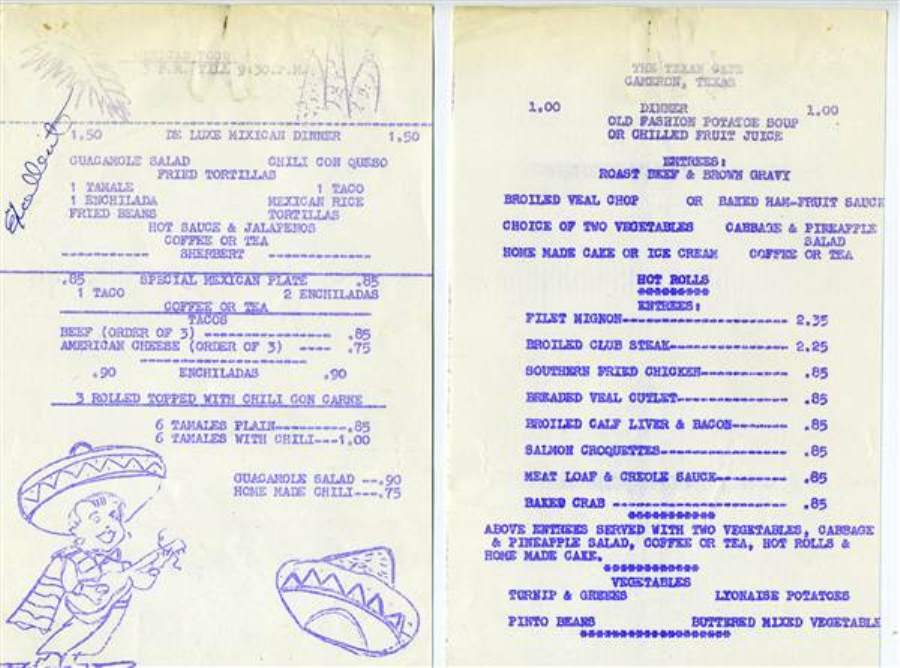 Excellent
MEXICAN FOOD
5 P.M. TILL 9:30.P.M.
1.50 DE LUXE MIXICAN DINNER 1.50
GUACAMOLE SALAD CHILI CON QUESO
FRIED TORTILLAS
1 TAMALE 1 TACO
1 ENCHILADA MEXICAN RICE
FRIED BEANS TORTILLAS
HOT SAUCE & JALAPENOS
COFFEE OR TEA
SHERBERT
.85 SPECIAL MEXICAN PLATE .85
1 TACO 2 ENCHILADAS
COFFEE OR TEA
TACOS
BEEF (ORDER OF 3) ---------------- .85
AMERICAN CHEESE (ORDER OF 3) ---- .75
.90 ENCHILADAS .90
3 ROLLED TOPPED WITH CHILI CON CARNE
6 TAMALES PLAIN----------.85
6 TAMALES WITH CHILI---1.00
GUACAMOLE SALAD --.90
HOME MADE CHILI---.75
THE TEXAN CAFE
CAMERON, TEXAS
1.00 DINNER 1.00
OLD FASHION POTATOE SOUP
OR CHILLED FRUIT JUICE
ENTREES:
ROAST BEEF & BROWN GRAVY
BROILED VEAL CHOP OR BAKED HAM-FRUIT SAUCE
CHOICE OF TWO VEGETABLES CABBAGE & PINEAPPLE
SALAD
HOME MADE CAKE OR ICE CREAM COFFEE OR TEA
HOT ROLLS
ENTREES:
FILET MIGNON-------------------- 2.35
BROILED CLUB STEAK-------------- 2.25
SOUTHERN FRIED CHICKEN----------- .85
BREADED VEAL CUTLET-------------- .85
BROILED CALF LIVER & BACON------- .85
SALMON CROQUETTES---------------- .85
MEAT LOAF & CREOLE SAUCE--------- .85
BAKED CRAB ---------------------- .85
ABOVE ENTREES SERVED WITH TWO VEGETABLES, CABBAGE
& PINEAPPLE SALAD, COFFEE OR TEA, HOT ROLLS &
HOME MADE CAKE.
VEGETABLES
TURNIP & GREENS LYONAISE POTATOES
PINTO BEANS BUTTERED MIXED VEGETABLE